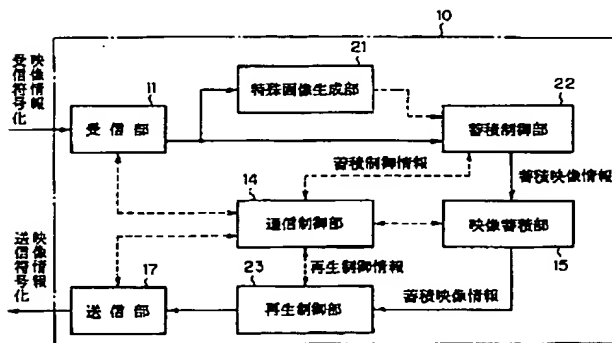 10
21
特殊画像生成部
22
蓄積制御部
11
受信部
受信符号化
映像情報
蓄積制御情報
蓄積映像情報
14
通信制御部
映像蓄積部
15
再生制御情報
送信符号化
映像情報
17
送信部
23
再生制御部
蓄積映像情報